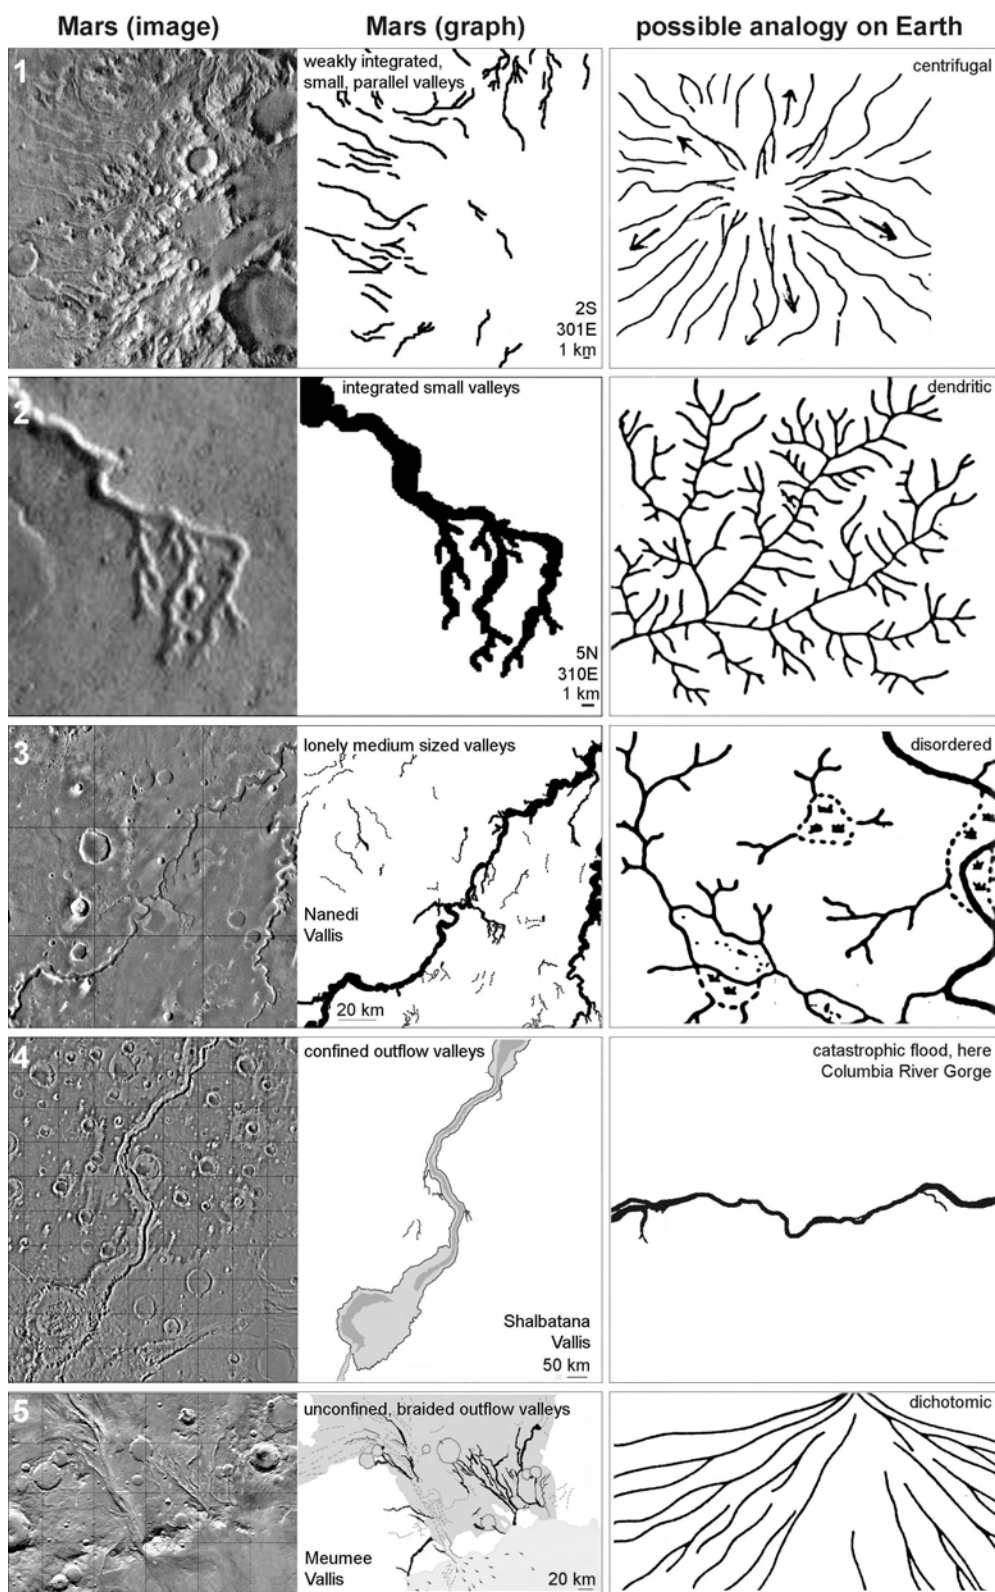 Mars (image)
Mars (graph)
possible analogy on Earth
1
weakly integrated,
small, parallel valleys
2S
301E
1 km
centrifugal
2
integrated small valleys
5N
310E
1 km
dendritic
3
lonely medium sized valleys
Nanedi
Vallis
20 km
disordered
4
confined outflow valleys
Shalbatana
Vallis
50 km
catastrophic flood, here
Columbia River Gorge
5
unconfined, braided outflow valleys
Meumee
Vallis
20 km
dichotomic